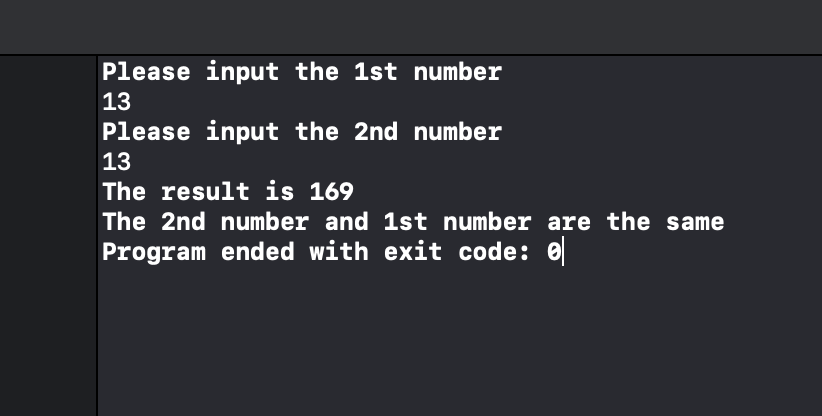 Please input the 1st number
13
Please input the 2nd number
13
The result is 169
The 2nd number and 1st number are the same
Program ended with exit code: 0